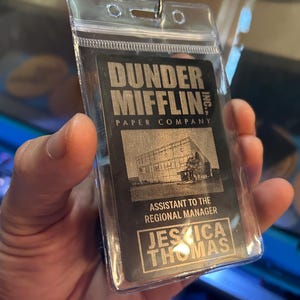 DUNDER
MIFFLIN INC.
PAPER COMPANY
ASSISTANT TO THE
REGIONAL MANAGER
JESSICA
THOMAS